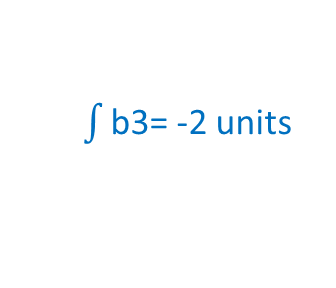 ∫ b3= -2 units